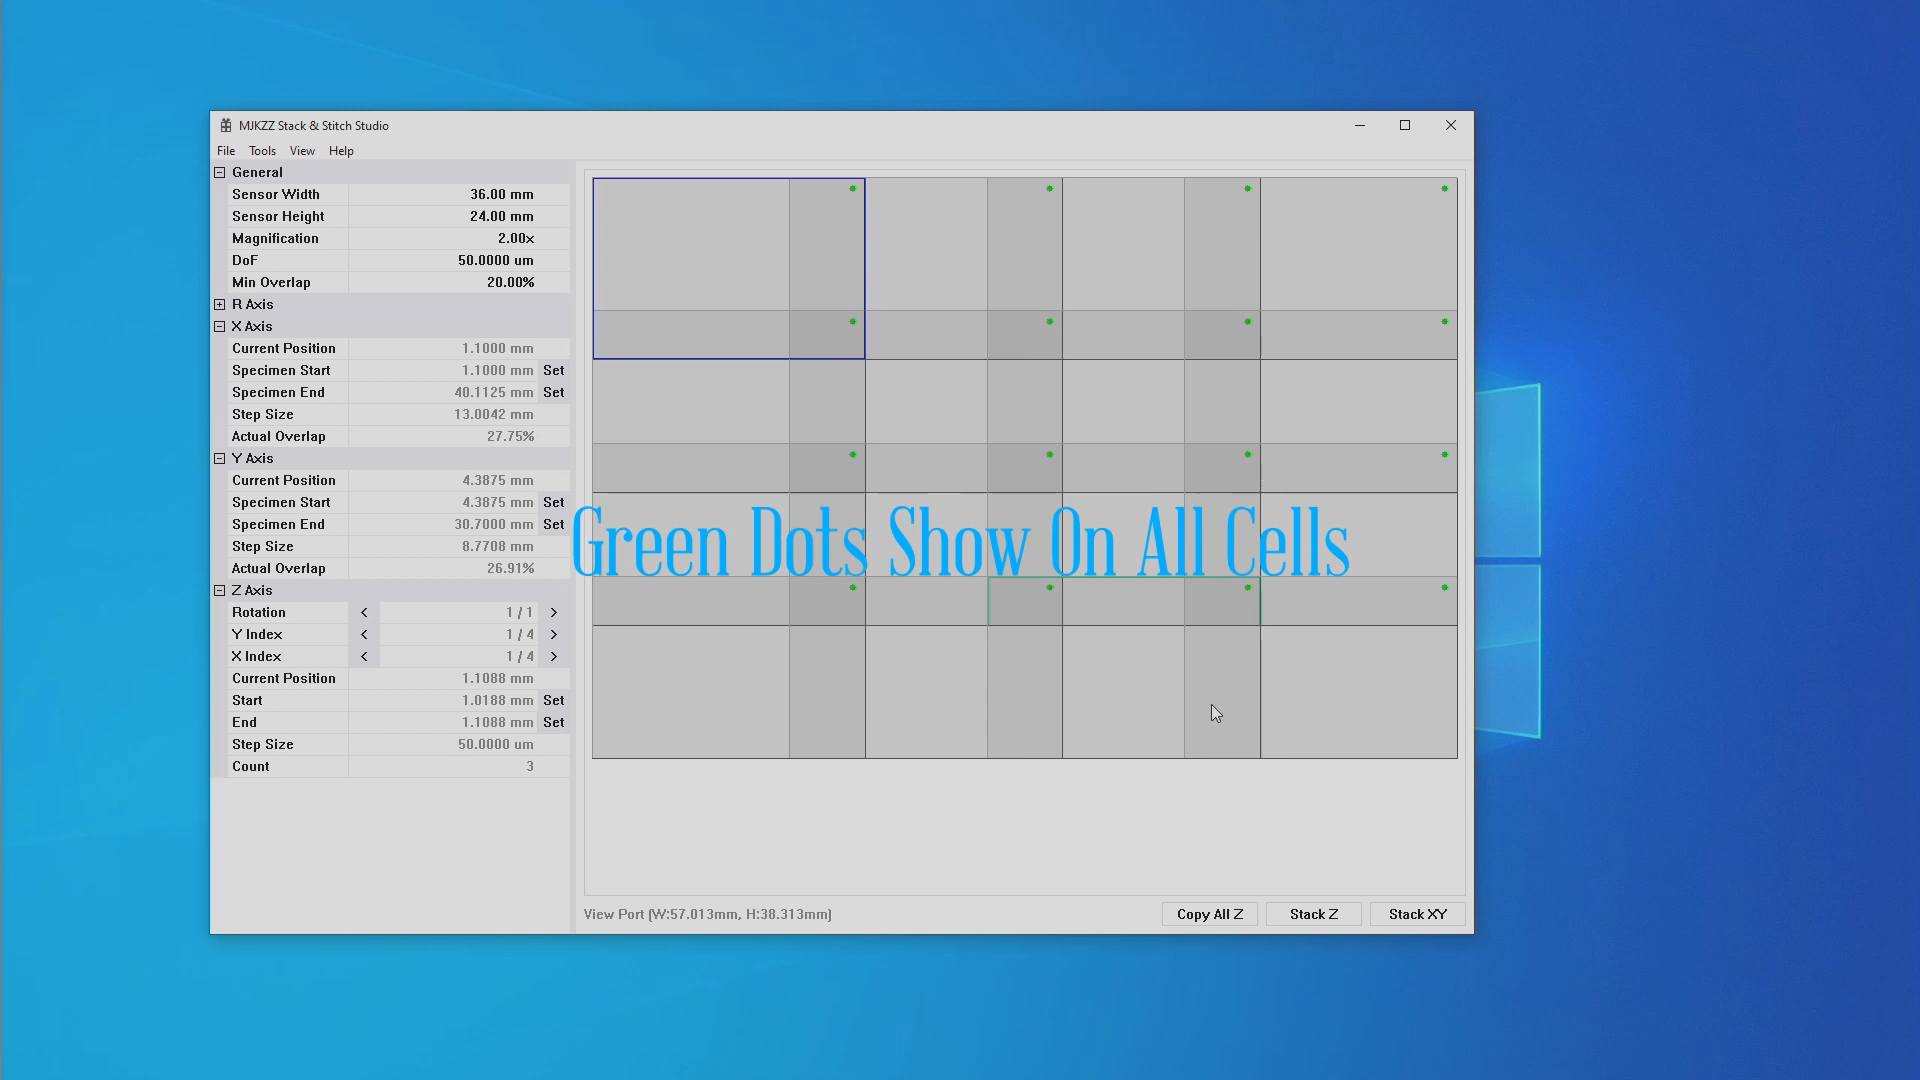 MJKZZ Stack & Stitch Studio
File Tools View Help
General
Sensor Width 36.00 mm
Sensor Height 24.00 mm
Magnification 2.00x
DoF 50.0000 um
Min Overlap 20.00%
R Axis
X Axis
Current Position 1.1000 mm
Specimen Start 1.1000 mm Set
Specimen End 40.1125 mm Set
Step Size 13.0042 mm
Actual Overlap 27.75%
Y Axis
Current Position 4.3875 mm
Specimen Start 4.3875 mm Set
Specimen End 30.7000 mm Set
Step Size 8.7708 mm
Actual Overlap 26.91%
Z Axis
Rotation < 1 / 1 >
Y Index < 1 / 4 >
X Index < 1 / 4 >
Current Position 1.1088 mm
Start 1.0188 mm Set
End 1.1088 mm Set
Step Size 50.0000 um
Count 3
Green Dots Show On All Cells
View Port (W:57.013mm, H:38.313mm)
Copy All Z Stack Z Stack XY